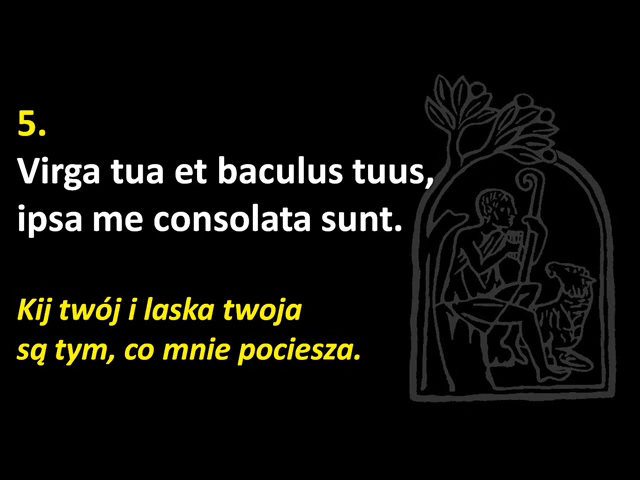 5.
Virga tua et baculus tuus,
ipsa me consolata sunt.
Kij twój i laska twoja
są tym, co mnie pociesza.